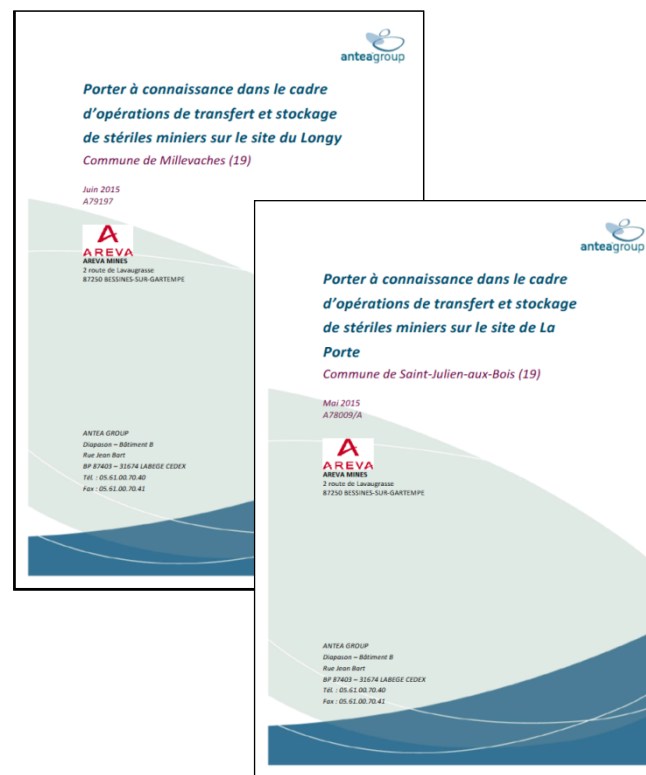 anteagroup
Porter à connaissance dans le cadre
d'opérations de transfert et stockage
de stériles miniers sur le site du Longy
Commune de Millevaches (19)
Juin 2015
A79197
AREVA
AREVA MINES
2 route de Lavaugrasse
87250 BESSINES-SUR-GARTEMPE
ANTEA GROUP
Diapason – Bâtiment B
Rue Jean Bart
BP 87403 – 31674 LABEGE CEDEX
Tél. : 05.61.00.70.40
Fax : 05.61.00.70.41
anteagroup
Porter à connaissance dans le cadre
d'opérations de transfert et stockage
de stériles miniers sur le site de La
Porte
Commune de Saint-Julien-aux-Bois (19)
Mai 2015
A78009/A
AREVA
AREVA MINES
2 route de Lavaugrasse
87250 BESSINES-SUR-GARTEMPE
ANTEA GROUP
Diapason – Bâtiment B
Rue Jean Bart
BP 87403 – 31674 LABEGE CEDEX
Tél. : 05.61.00.70.40
Fax : 05.61.00.70.41